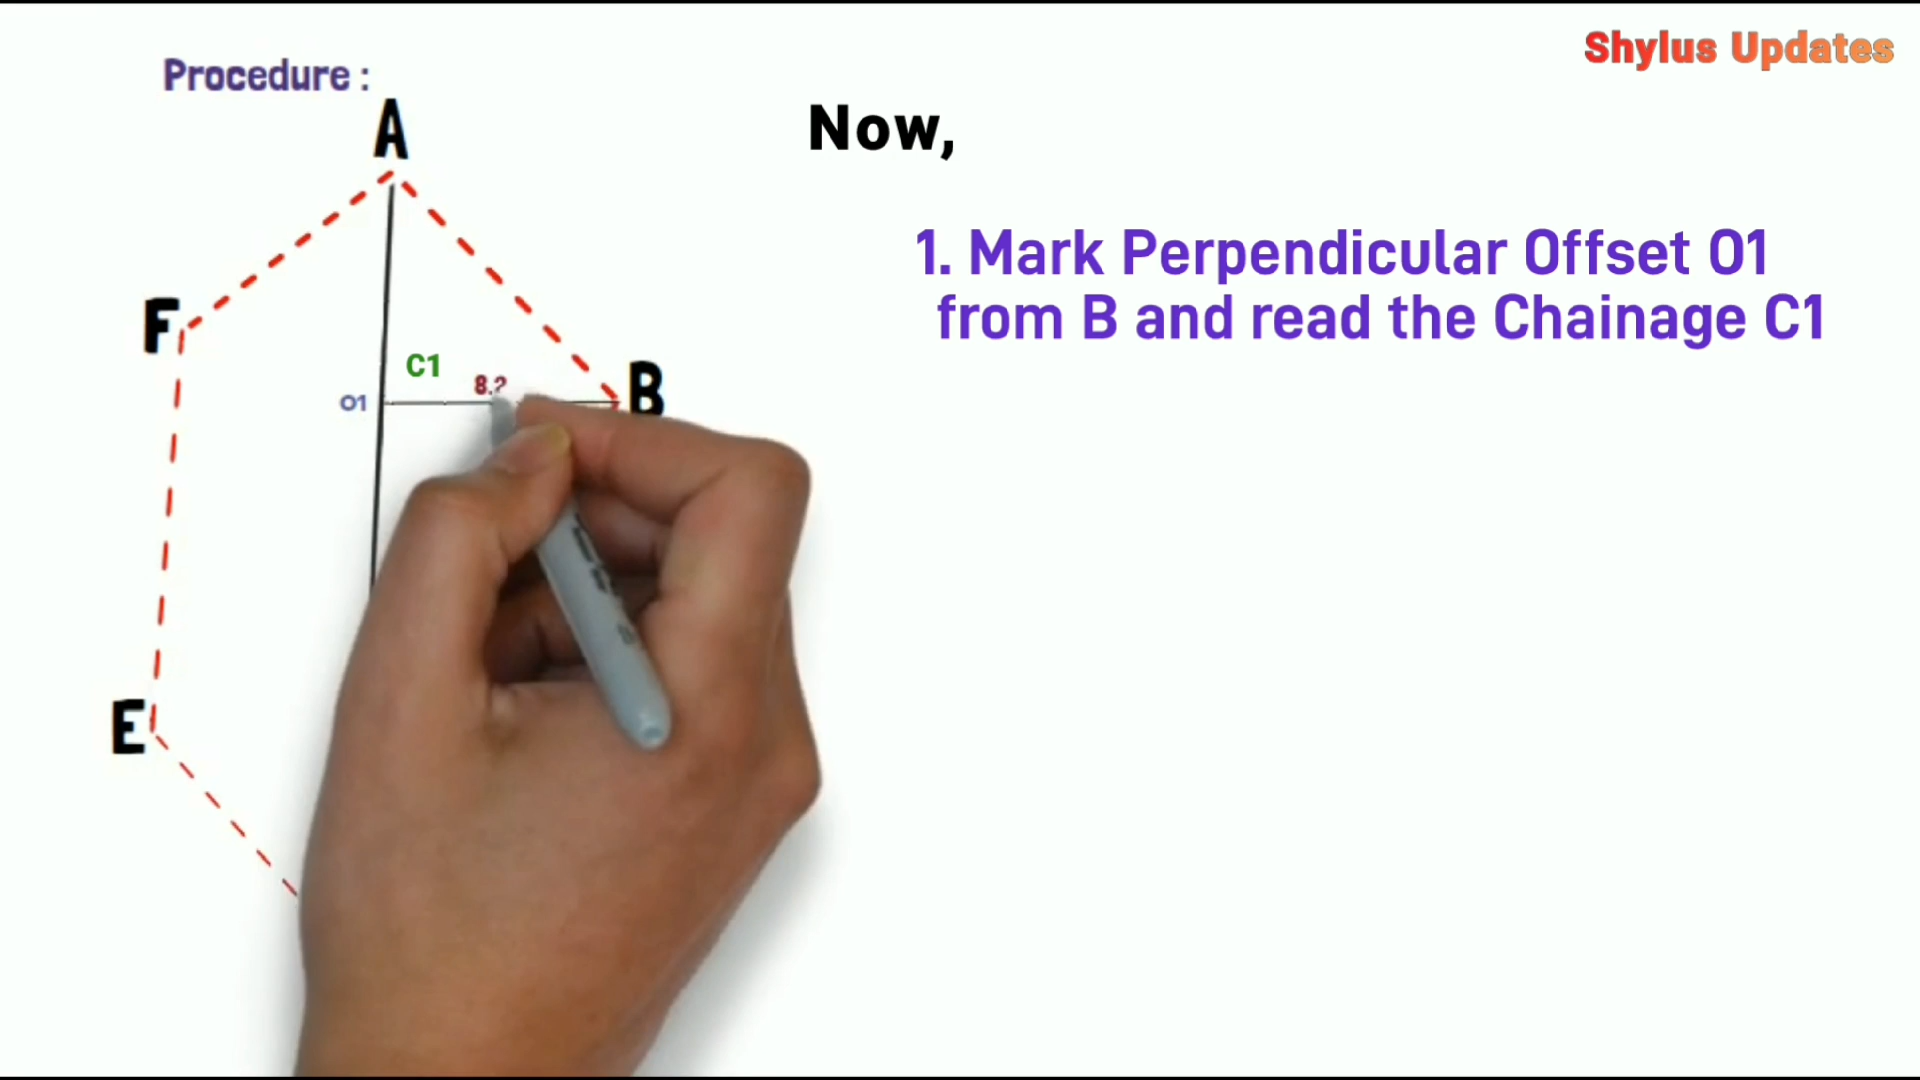 Shylus Updates
Procedure :
A
Now,
1. Mark Perpendicular Offset O1
from B and read the Chainage C1
F
C1
B
O1
E